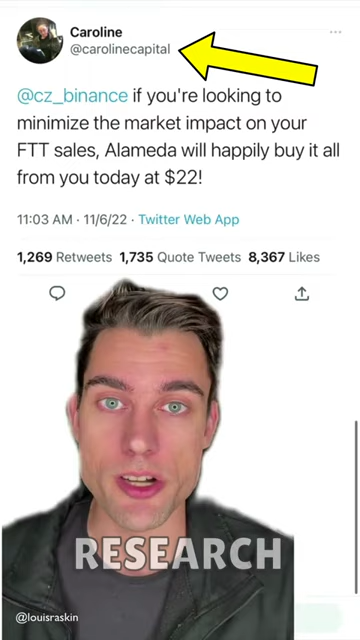 Caroline
@carolinecapital
@cz_binance if you're looking to
minimize the market impact on your
FTT sales, Alameda will happily buy it all
from you today at $22!
11:03 AM · 11/6/22 · Twitter Web App
1,269 Retweets 1,735 Quote Tweets 8,367 Likes
RESEARCH
@louisraskin